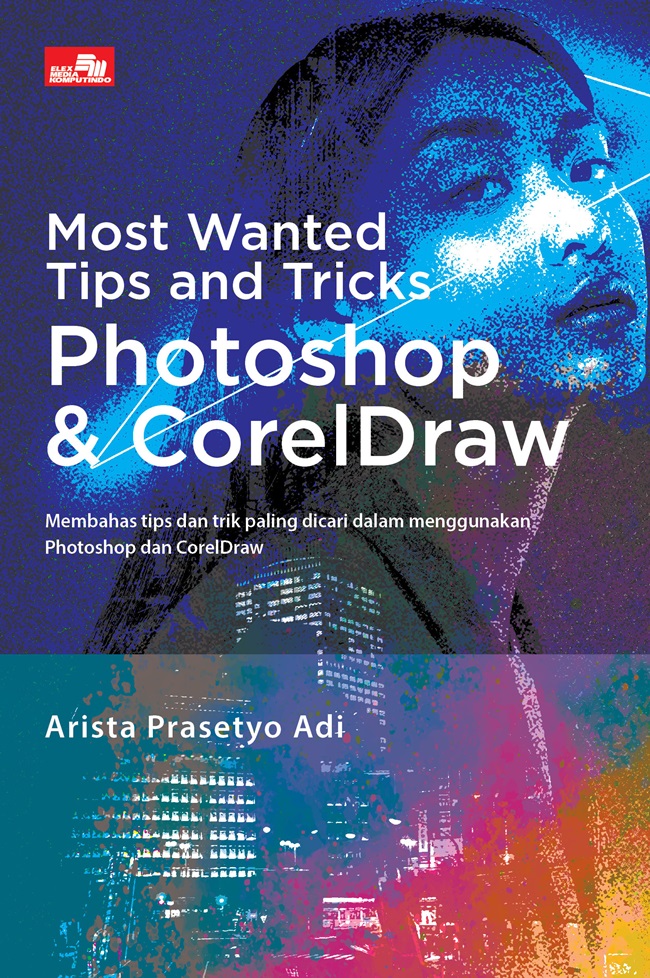 ELEX
MEDIA
KOMPUTINDO
Most Wanted
Tips and Tricks
Photoshop
& CorelDraw
Membahas tips dan trik paling dicari dalam menggunakan
Photoshop dan CorelDraw
Arista Prasetyo Adi